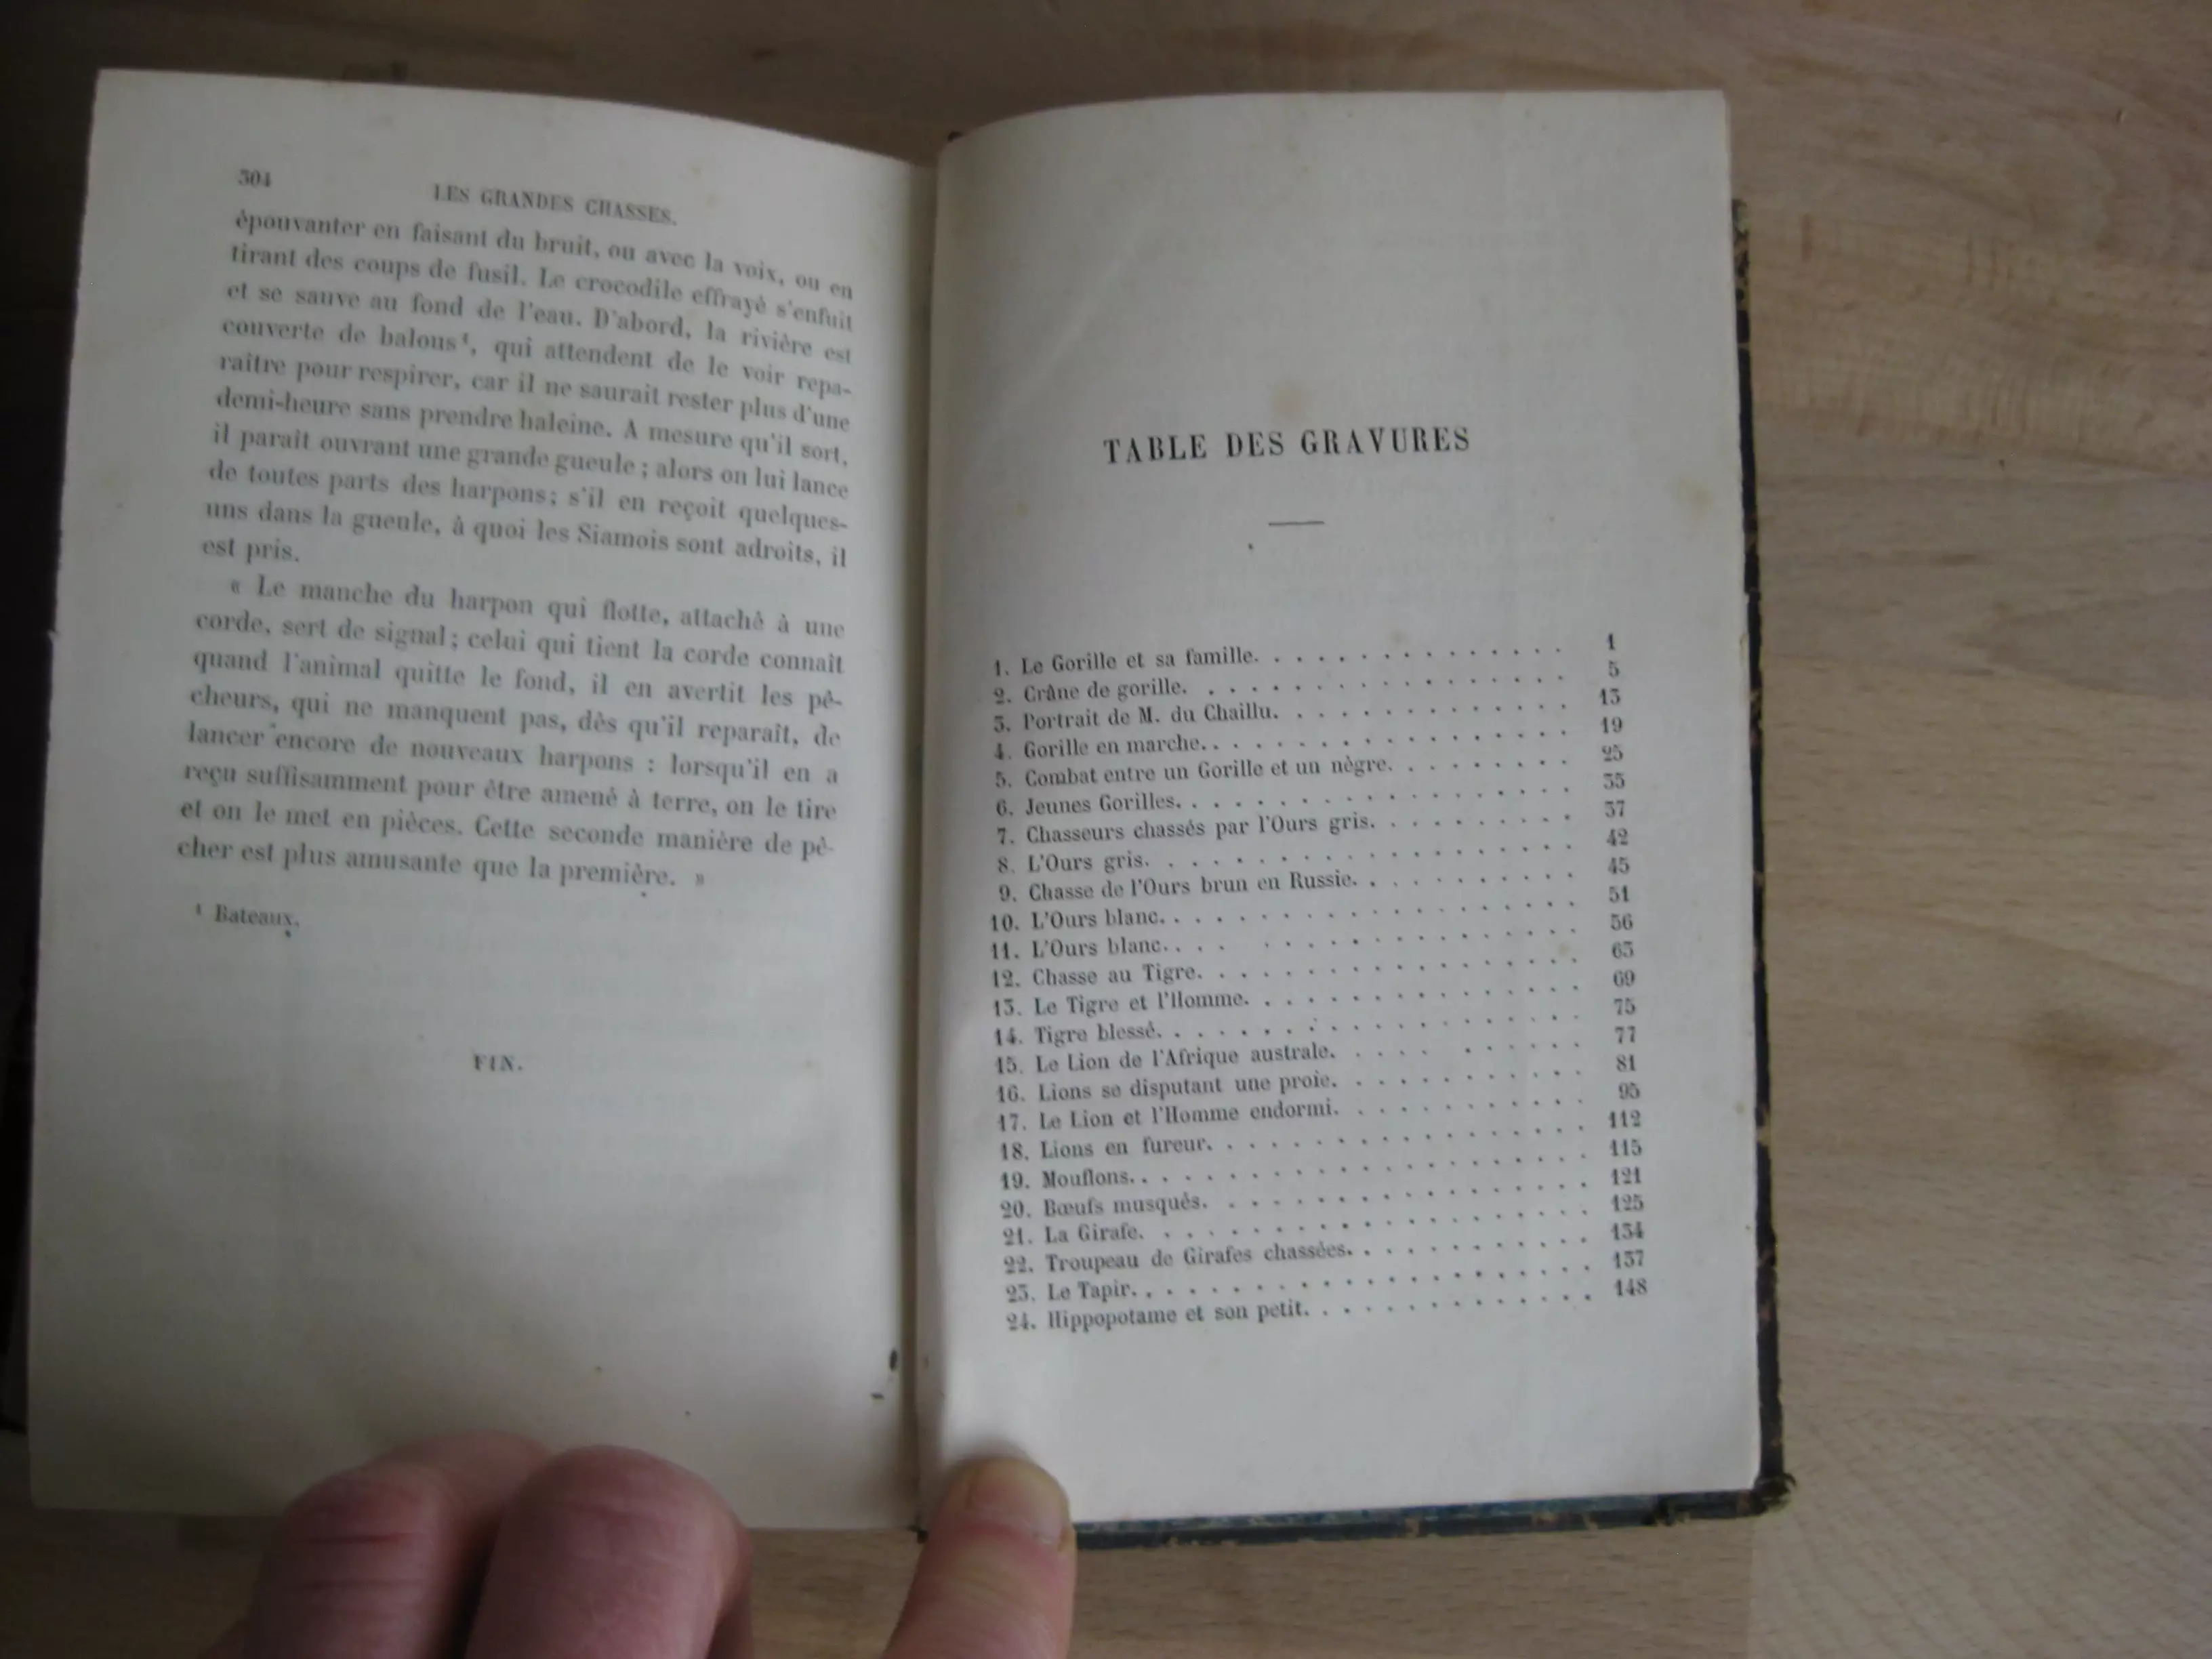 304
LES GRANDES CHASSES.
épouvanter en faisant du bruit, ou avec la voix, ou en
tirant des coups de fusil. Le crocodile effrayé s'enfuit
et se sauve au fond de l'eau. D'abord, la rivière est
couverte de balons¹, qui attendent de le voir repa-
raître pour respirer, car il ne saurait rester plus d'une
demi-heure sans prendre haleine. A mesure qu'il sort,
il paraît ouvrant une grande gueule ; alors on lui lance
de toutes parts des harpons ; s'il en reçoit quelques-
uns dans la gueule, à quoi les Siamois sont adroits, il
est pris.
« Le manche du harpon qui flotte, attaché à une
corde, sert de signal ; celui qui tient la corde connaît
quand l'animal quitte le fond, il en avertit les pê-
cheurs, qui ne manquent pas, dès qu'il reparaît, de
lancer encore de nouveaux harpons : lorsqu'il en a
reçu suffisamment pour être amené à terre, on le tire
et on le met en pièces. Cette seconde manière de pê-
cher est plus amusante que la première. »
¹ Bateaux.
FIN.
TABLE DES GRAVURES
1. Le Gorille et sa famille. . . . . . . . . . . . . . . 1
2. Crâne de gorille. . . . . . . . . . . . . . . . . . 5
3. Portrait de M. du Chaillu. . . . . . . . . . . . . . 13
4. Gorille en marche. . . . . . . . . . . . . . . . . . 19
5. Combat entre un Gorille et un nègre. . . . . . . . . 25
6. Jeunes Gorilles. . . . . . . . . . . . . . . . . . . 33
7. Chasseurs chassés par l'Ours gris. . . . . . . . . . 37
8. L'Ours gris. . . . . . . . . . . . . . . . . . . . . 42
9. Chasse de l'Ours brun en Russie. . . . . . . . . . . 45
10. L'Ours blanc. . . . . . . . . . . . . . . . . . . . 51
11. L'Ours blanc. . . . . . . . . . . . . . . . . . . . 56
12. Chasse au Tigre. . . . . . . . . . . . . . . . . . 63
13. Le Tigre et l'Homme. . . . . . . . . . . . . . . . 69
14. Tigre blessé. . . . . . . . . . . . . . . . . . . . 75
15. Le Lion de l'Afrique australe. . . . . . . . . . . 77
16. Lions se disputant une proie. . . . . . . . . . . . 81
17. Le Lion et l'Homme endormi. . . . . . . . . . . . . 95
18. Lions en fureur. . . . . . . . . . . . . . . . . . 112
19. Mouflons. . . . . . . . . . . . . . . . . . . . . . 115
20. Bœufs musqués. . . . . . . . . . . . . . . . . . . 121
21. La Girafe. . . . . . . . . . . . . . . . . . . . . 125
22. Troupeau de Girafes chassées. . . . . . . . . . . . 134
23. Le Tapir. . . . . . . . . . . . . . . . . . . . . . 137
24. Hippopotame et son petit. . . . . . . . . . . . . . 148